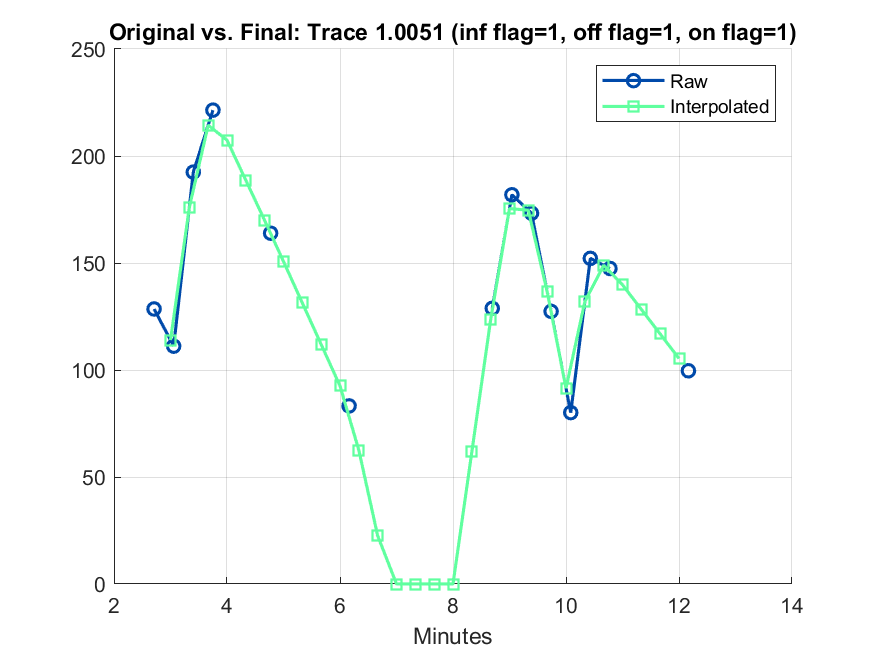 Original vs. Final: Trace 1.0051 (inf flag=1, off flag=1, on flag=1)
250
200
150
100
50
0
2 4 6 8 10 12 14
Minutes
Raw
Interpolated